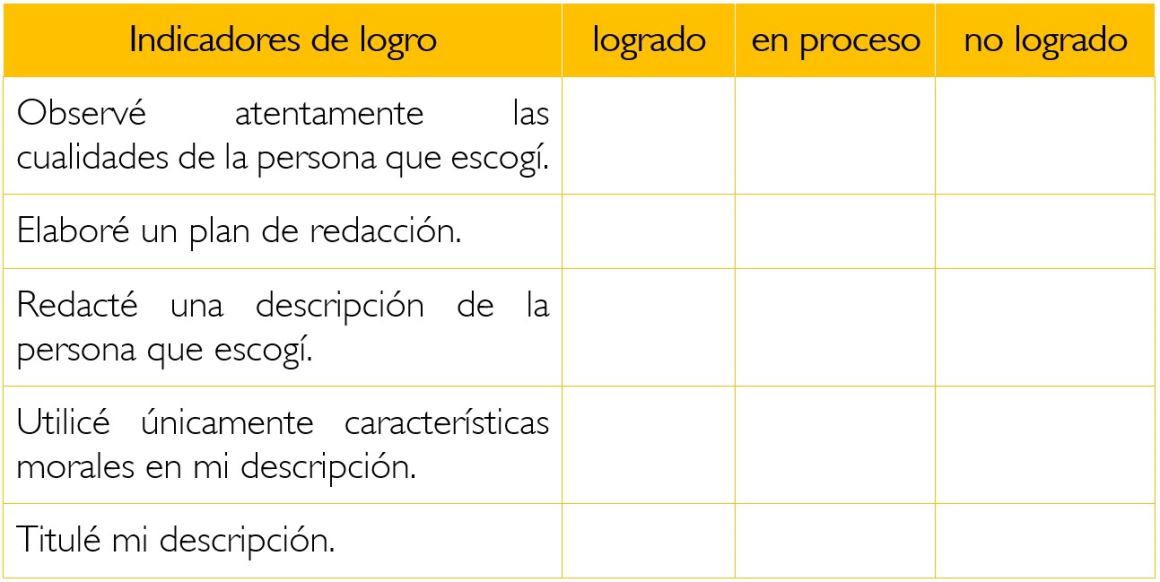 Indicadores de logro logrado en proceso no logrado
Observé atentamente las
cualidades de la persona que escogí.
Elaboré un plan de redacción.
Redacté una descripción de la
persona que escogí.
Utilicé únicamente características
morales en mi descripción.
Titulé mi descripción.